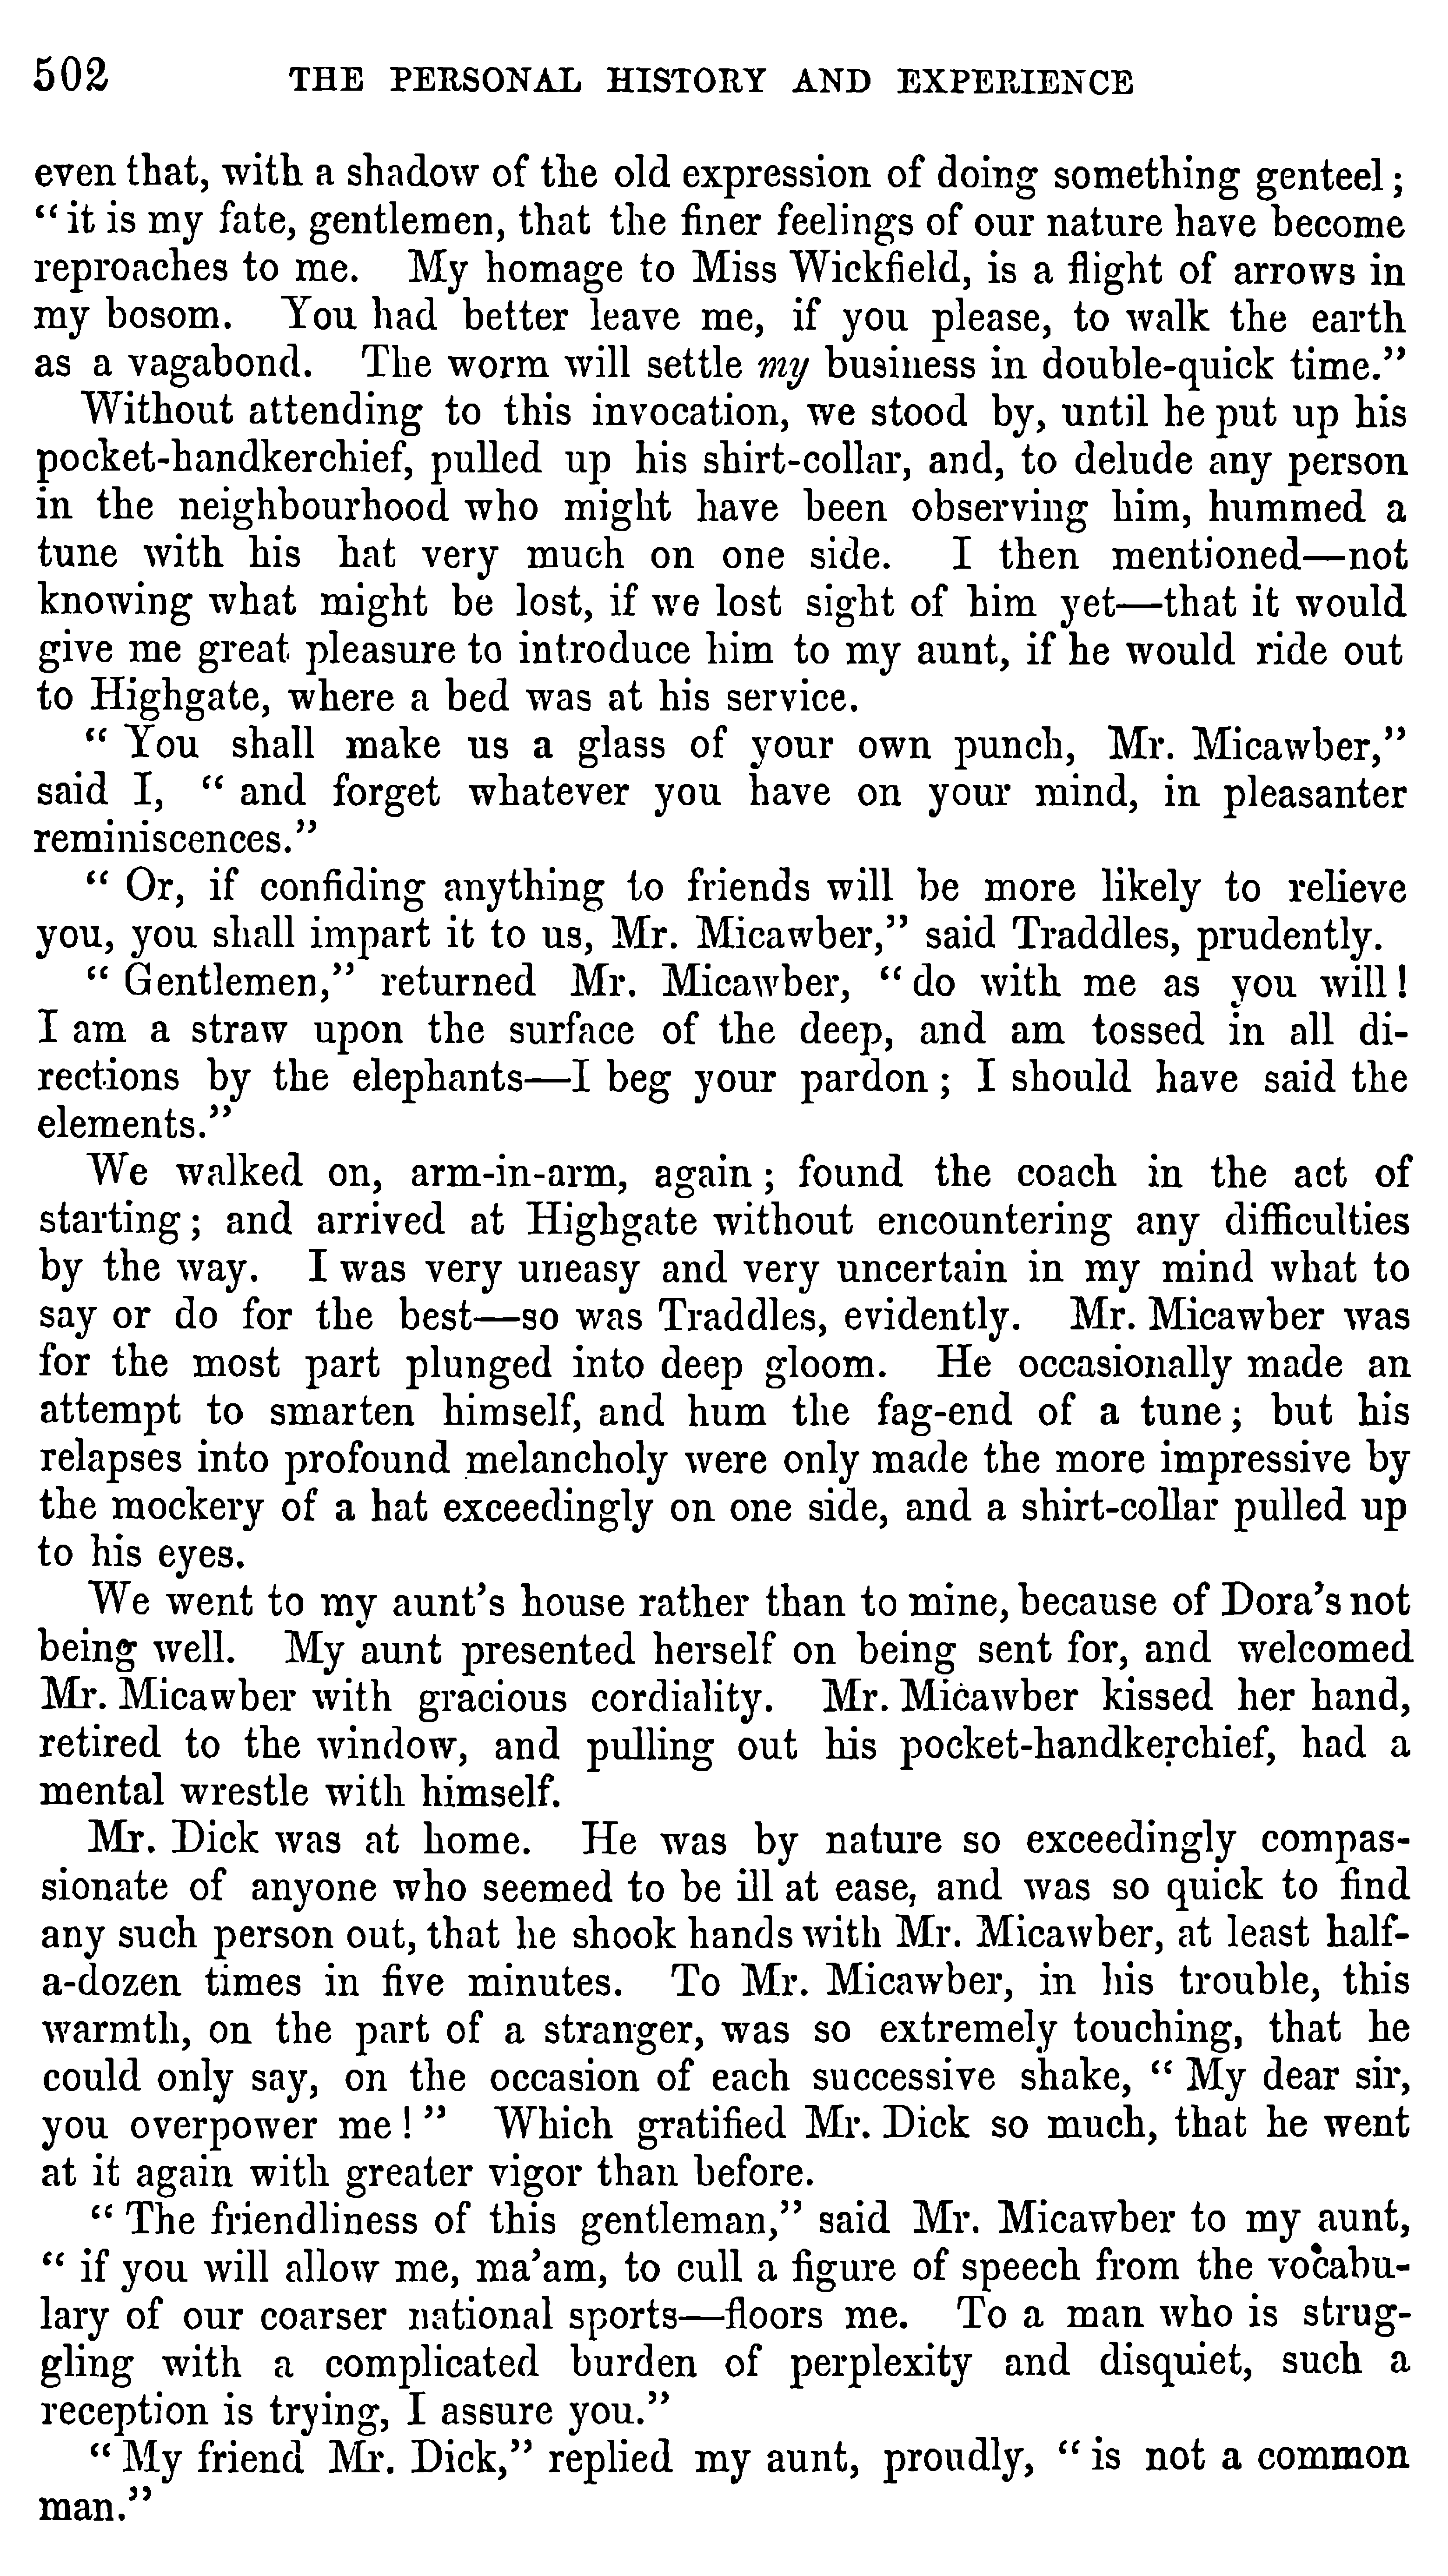 502 THE PERSONAL HISTORY AND EXPERIENCE
even that, with a shadow of the old expression of doing something genteel;
"it is my fate, gentlemen, that the finer feelings of our nature have become
reproaches to me. My homage to Miss Wickfield, is a flight of arrows in
my bosom. You had better leave me, if you please, to walk the earth
as a vagabond. The worm will settle my business in double-quick time."
Without attending to this invocation, we stood by, until he put up his
pocket-handkerchief, pulled up his shirt-collar, and, to delude any person
in the neighbourhood who might have been observing him, hummed a
tune with his hat very much on one side. I then mentioned—not
knowing what might be lost, if we lost sight of him yet—that it would
give me great pleasure to introduce him to my aunt, if he would ride out
to Highgate, where a bed was at his service.
"You shall make us a glass of your own punch, Mr. Micawber,"
said I, "and forget whatever you have on your mind, in pleasanter
reminiscences."
"Or, if confiding anything to friends will be more likely to relieve
you, you shall impart it to us, Mr. Micawber," said Traddles, prudently.
"Gentlemen," returned Mr. Micawber, "do with me as you will!
I am a straw upon the surface of the deep, and am tossed in all di-
rections by the elephants—I beg your pardon; I should have said the
elements."
We walked on, arm-in-arm, again; found the coach in the act of
starting; and arrived at Highgate without encountering any difficulties
by the way. I was very uneasy and very uncertain in my mind what to
say or do for the best—so was Traddles, evidently. Mr. Micawber was
for the most part plunged into deep gloom. He occasionally made an
attempt to smarten himself, and hum the fag-end of a tune; but his
relapses into profound melancholy were only made the more impressive by
the mockery of a hat exceedingly on one side, and a shirt-collar pulled up
to his eyes.
We went to my aunt's house rather than to mine, because of Dora's not
being well. My aunt presented herself on being sent for, and welcomed
Mr. Micawber with gracious cordiality. Mr. Micawber kissed her hand,
retired to the window, and pulling out his pocket-handkerchief, had a
mental wrestle with himself.
Mr. Dick was at home. He was by nature so exceedingly compas-
sionate of anyone who seemed to be ill at ease, and was so quick to find
any such person out, that he shook hands with Mr. Micawber, at least half-
a-dozen times in five minutes. To Mr. Micawber, in his trouble, this
warmth, on the part of a stranger, was so extremely touching, that he
could only say, on the occasion of each successive shake, "My dear sir,
you overpower me!" Which gratified Mr. Dick so much, that he went
at it again with greater vigor than before.
"The friendliness of this gentleman," said Mr. Micawber to my aunt,
"if you will allow me, ma'am, to cull a figure of speech from the vocabu-
lary of our coarser national sports—floors me. To a man who is strug-
gling with a complicated burden of perplexity and disquiet, such a
reception is trying, I assure you."
"My friend Mr. Dick," replied my aunt, proudly, "is not a common
man."